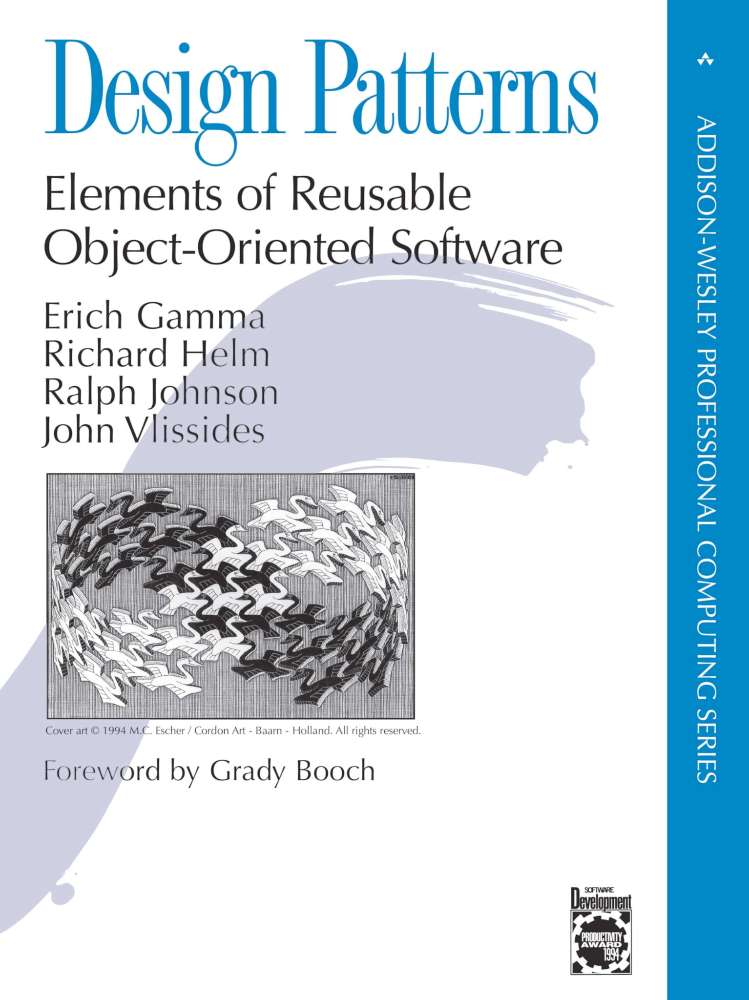 Design Patterns
Elements of Reusable
Object-Oriented Software
Erich Gamma
Richard Helm
Ralph Johnson
John Vlissides
Cover art © 1994 M.C. Escher / Cordon Art - Baarn - Holland. All rights reserved.
Foreword by Grady Booch
ADDISON-WESLEY PROFESSIONAL COMPUTING SERIES
SOFTWARE
Development
PRODUCTIVITY
AWARD
1994